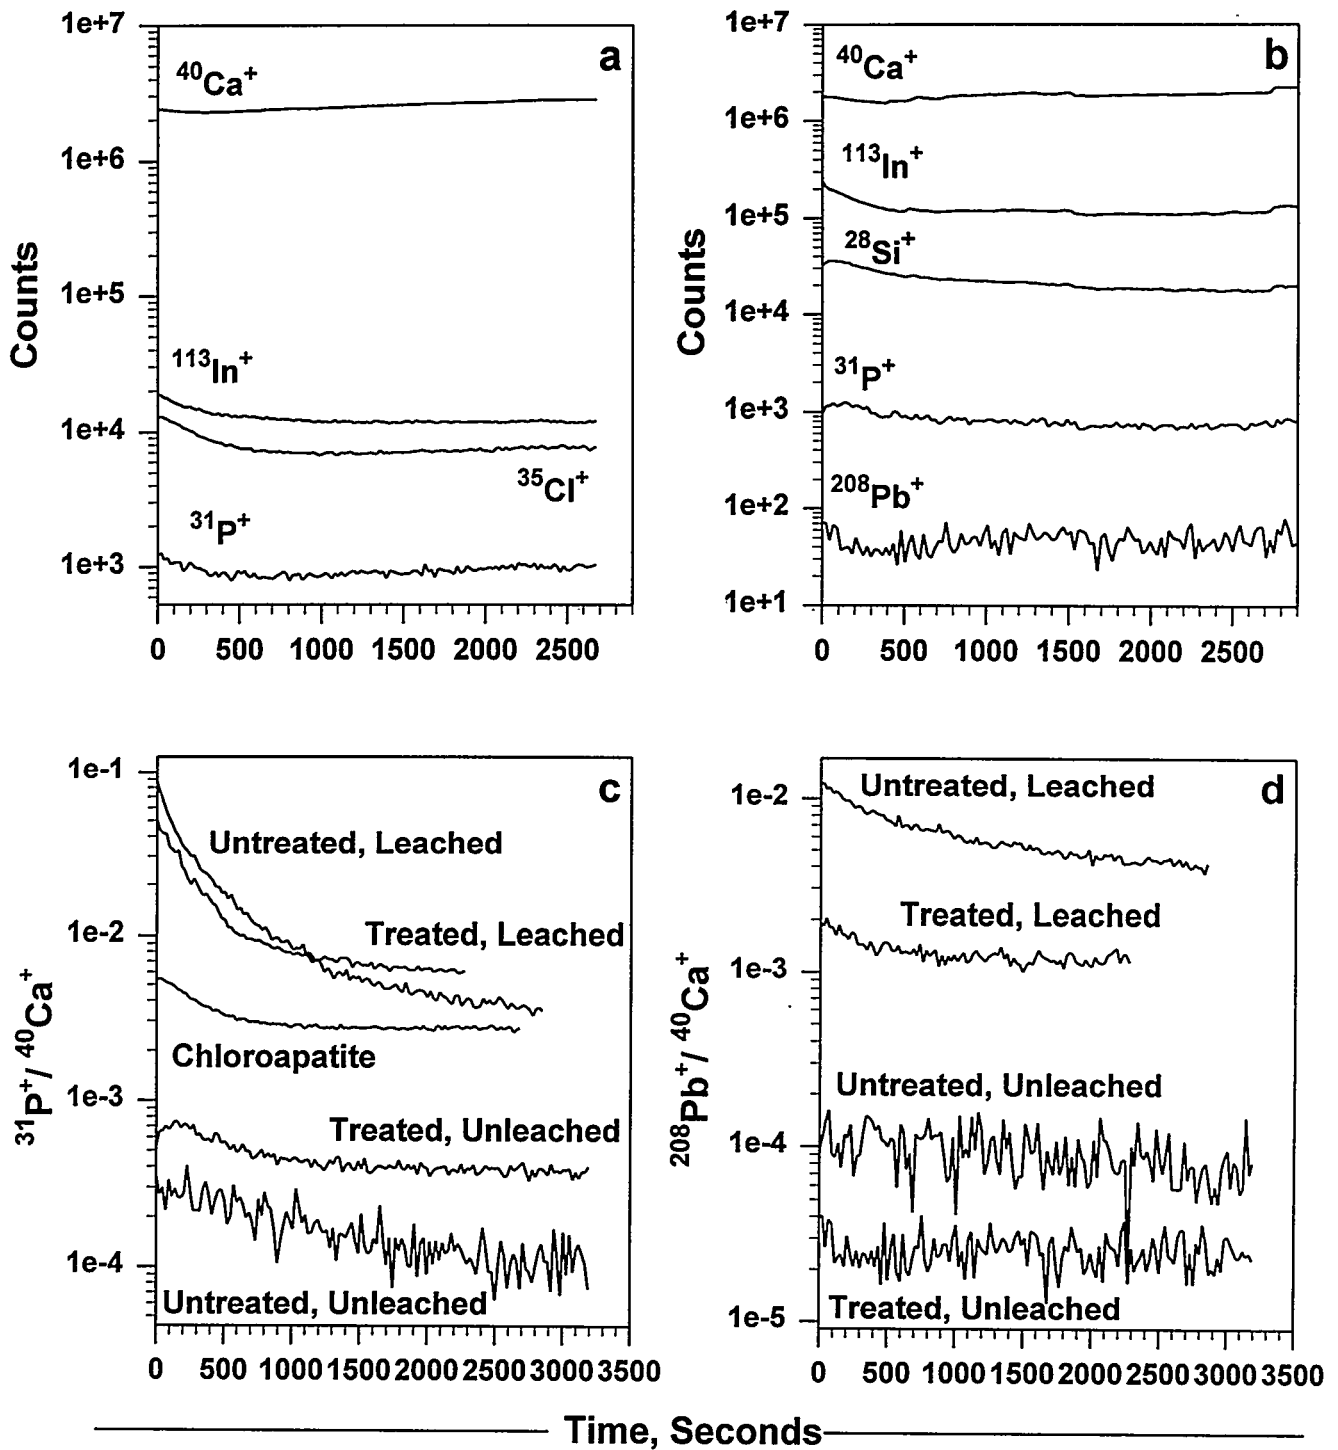 a
1e+7
1e+6
1e+5
1e+4
1e+3
Counts
⁴⁰Ca⁺
¹¹³In⁺
³⁵Cl⁺
³¹P⁺
0 500 1000 1500 2000 2500
b
1e+7
1e+6
1e+5
1e+4
1e+3
1e+2
1e+1
Counts
⁴⁰Ca⁺
¹¹³In⁺
²⁸Si⁺
³¹P⁺
²⁰⁸Pb⁺
0 500 1000 1500 2000 2500
c
1e-1
1e-2
1e-3
1e-4
³¹P⁺/ ⁴⁰Ca⁺
Untreated, Leached
Treated, Leached
Chloroapatite
Treated, Unleached
Untreated, Unleached
0 500 1000 1500 2000 2500 3000 3500
d
1e-2
1e-3
1e-4
1e-5
²⁰⁸Pb⁺/ ⁴⁰Ca⁺
Untreated, Leached
Treated, Leached
Untreated, Unleached
Treated, Unleached
0 500 1000 1500 2000 2500 3000 3500
Time, Seconds